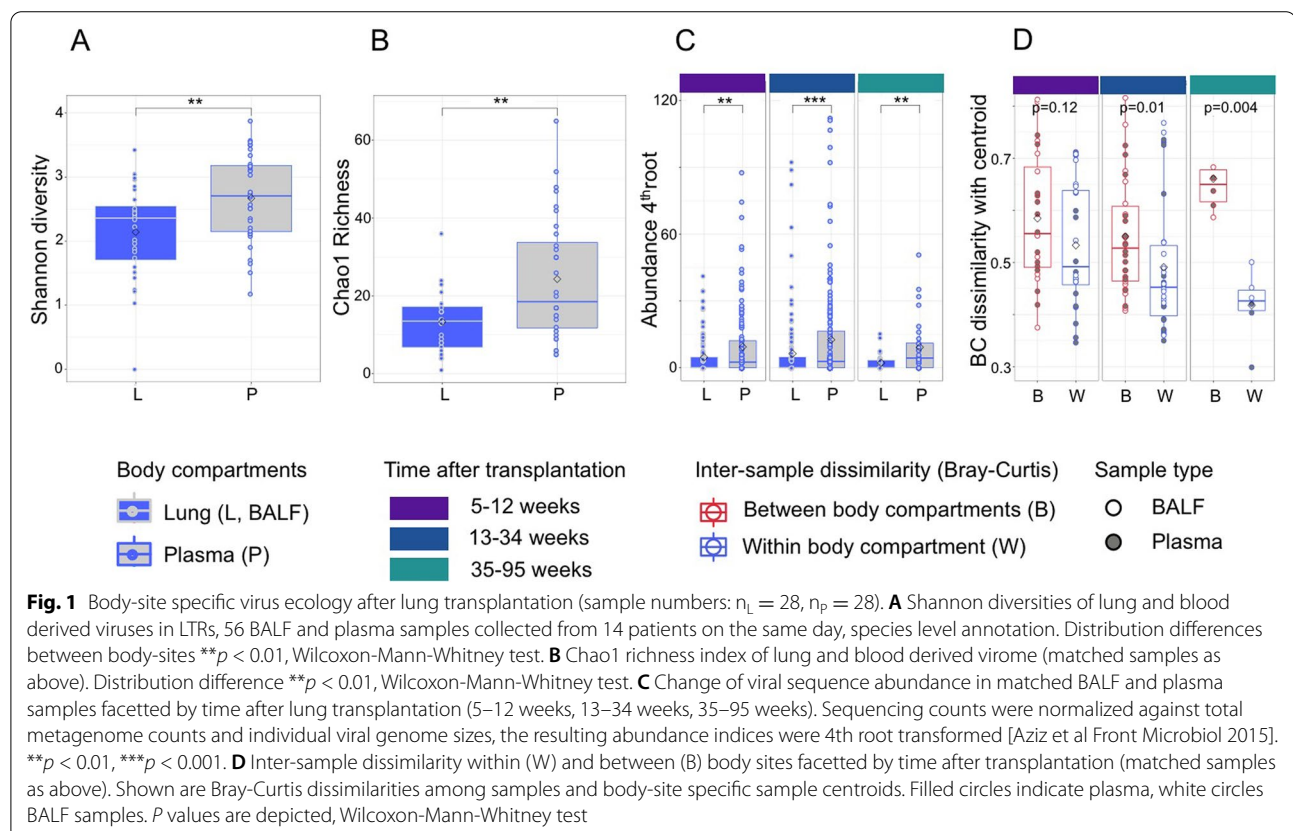 A
B
C
D
**
**
**
***
**
p=0.12
p=0.01
p=0.004
Shannon diversity
4
3
2
1
0
L
P
Chao1 Richness
60
40
20
0
L
P
Abundance 4throot
120
60
0
L
P
L
P
L
P
BC dissimilarity with centroid
0.7
0.5
0.3
B
W
B
W
B
W
Body compartments
Lung (L, BALF)
Plasma (P)
Time after transplantation
5-12 weeks
13-34 weeks
35-95 weeks
Inter-sample dissimilarity (Bray-Curtis)
Between body compartments (B)
Within body compartment (W)
Sample type
BALF
Plasma
Fig. 1 Body-site specific virus ecology after lung transplantation (sample numbers: nL = 28, nP = 28). A Shannon diversities of lung and blood
derived viruses in LTRs, 56 BALF and plasma samples collected from 14 patients on the same day, species level annotation. Distribution differences
between body-sites **p < 0.01, Wilcoxon-Mann-Whitney test. B Chao1 richness index of lung and blood derived virome (matched samples as
above). Distribution difference **p < 0.01, Wilcoxon-Mann-Whitney test. C Change of viral sequence abundance in matched BALF and plasma
samples facetted by time after lung transplantation (5–12 weeks, 13–34 weeks, 35–95 weeks). Sequencing counts were normalized against total
metagenome counts and individual viral genome sizes, the resulting abundance indices were 4th root transformed [Aziz et al Front Microbiol 2015].
**p < 0.01, ***p < 0.001. D Inter-sample dissimilarity within (W) and between (B) body sites facetted by time after transplantation (matched samples
as above). Shown are Bray-Curtis dissimilarities among samples and body-site specific sample centroids. Filled circles indicate plasma, white circles
BALF samples. P values are depicted, Wilcoxon-Mann-Whitney test